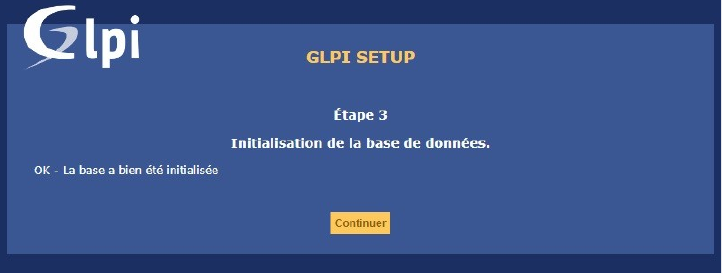 Glpi
GLPI SETUP
Étape 3
Initialisation de la base de données.
OK - La base a bien été initialisée
Continuer